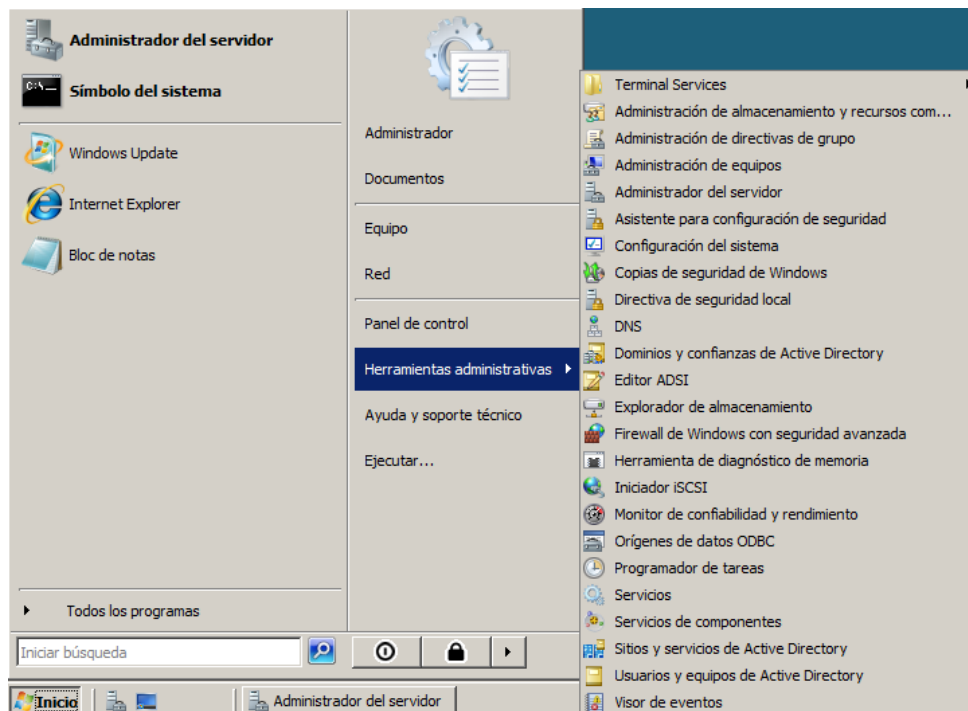 Administrador del servidor
Símbolo del sistema
Windows Update
Internet Explorer
Bloc de notas
Todos los programas
Iniciar búsqueda
Administrador
Documentos
Equipo
Red
Panel de control
Herramientas administrativas
Ayuda y soporte técnico
Ejecutar...
Terminal Services
Administración de almacenamiento y recursos com...
Administración de directivas de grupo
Administración de equipos
Administrador del servidor
Asistente para configuración de seguridad
Configuración del sistema
Copias de seguridad de Windows
Directiva de seguridad local
DNS
Dominios y confianzas de Active Directory
Editor ADSI
Explorador de almacenamiento
Firewall de Windows con seguridad avanzada
Herramienta de diagnóstico de memoria
Iniciador iSCSI
Monitor de confiabilidad y rendimiento
Orígenes de datos ODBC
Programador de tareas
Servicios
Servicios de componentes
Sitios y servicios de Active Directory
Usuarios y equipos de Active Directory
Visor de eventos
Inicio
Administrador del servidor